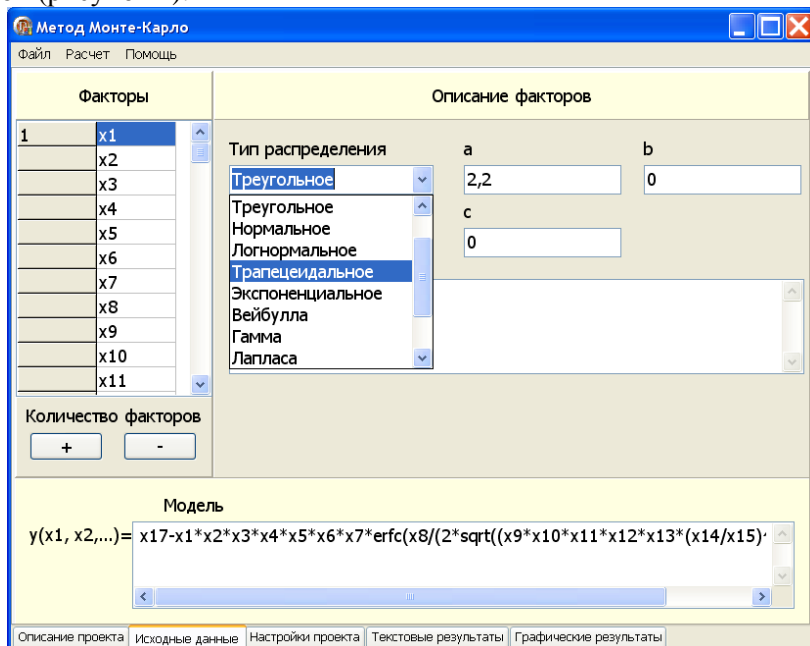 Метод Монте-Карло
Файл Расчет Помощь
Факторы
Описание факторов
1 x1
x2
x3
x4
x5
x6
x7
x8
x9
x10
x11
Тип распределения
a
b
Треугольное
2,2
0
c
0
Треугольное
Нормальное
Логнормальное
Трапецеидальное
Экспоненциальное
Вейбулла
Гамма
Лапласа
Количество факторов
+ -
Модель
y(x1, x2,...)= x17-x1*x2*x3*x4*x5*x6*x7*erfc(x8/(2*sqrt((x9*x10*x11*x12*x13*(x14/x15)
Описание проекта Исходные данные Настройки проекта Текстовые результаты Графические результаты